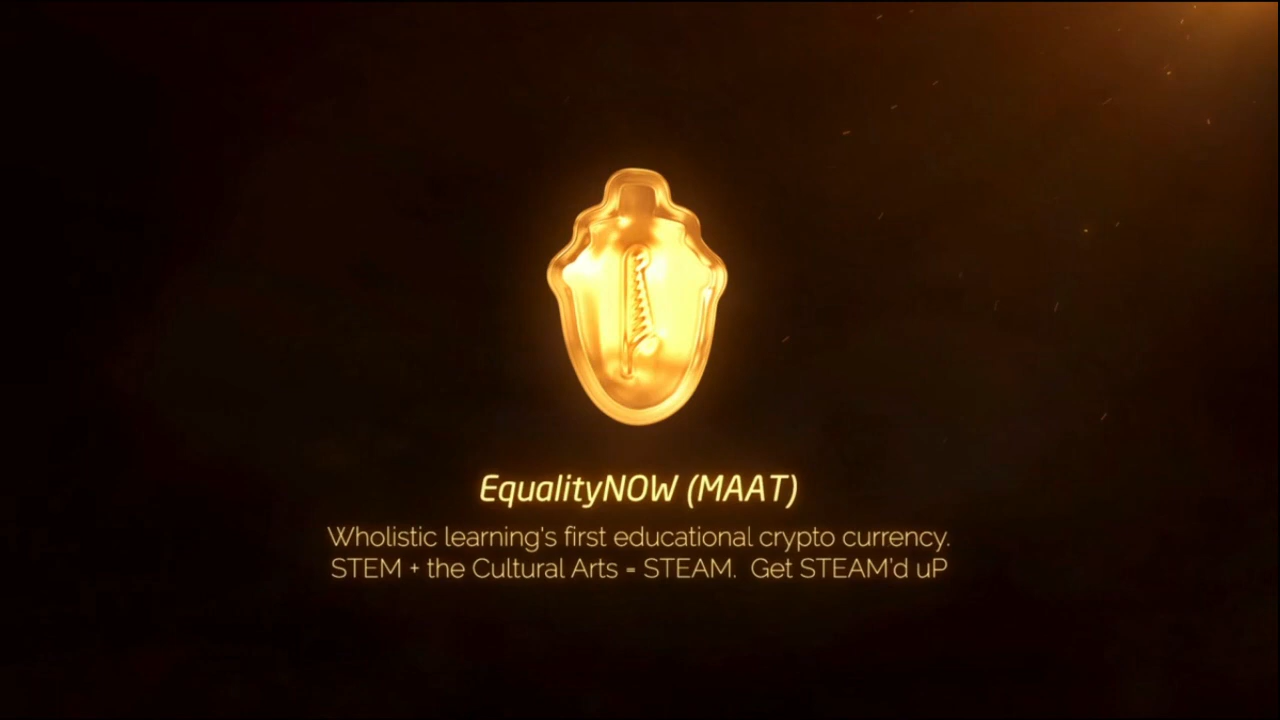 EqualityNOW (MAAT)
Wholistic learning's first educational crypto currency.
STEM + the Cultural Arts = STEAM.  Get STEAM'd uP